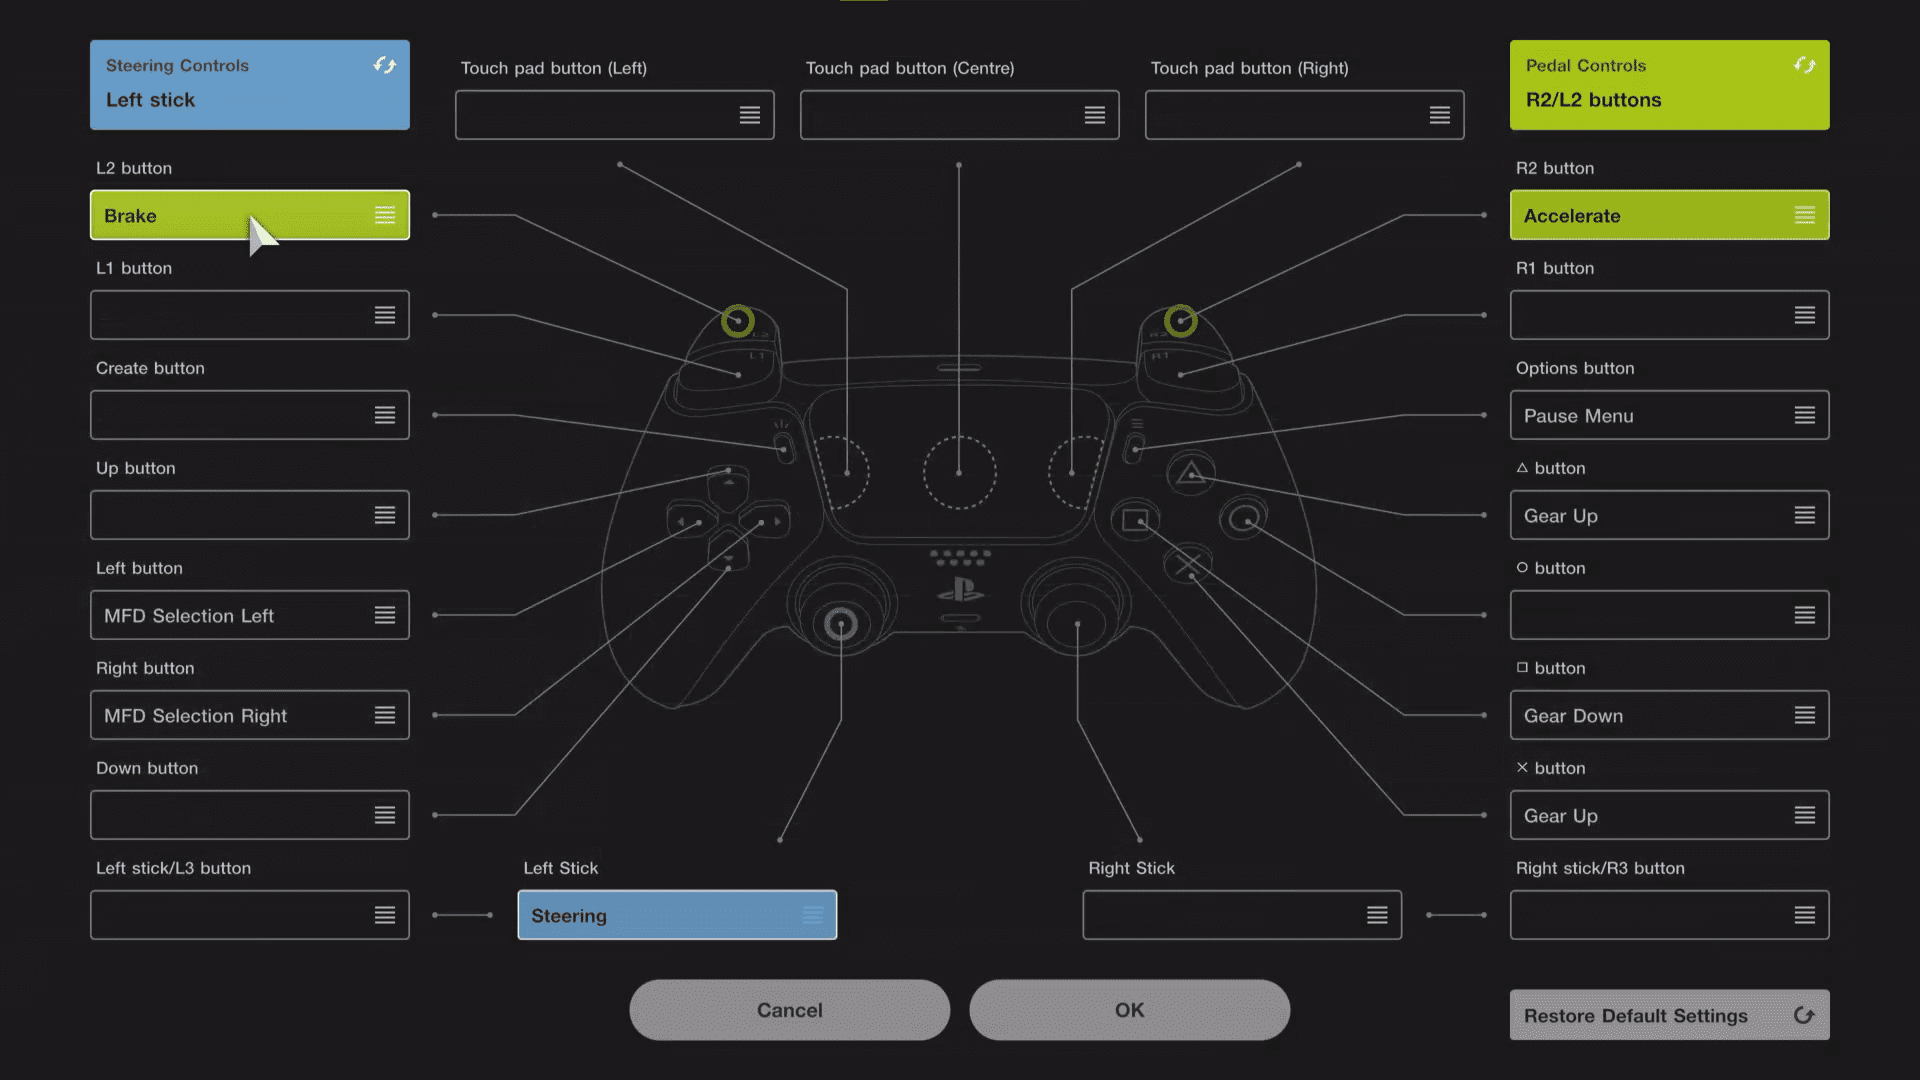 Steering Controls
Left stick
Touch pad button (Left)
Touch pad button (Centre)
Touch pad button (Right)
Pedal Controls
R2/L2 buttons
L2 button
Brake
L1 button
Create button
Up button
Left button
MFD Selection Left
Right button
MFD Selection Right
Down button
Left stick/L3 button
L2
L1
R2
R1
R2 button
Accelerate
R1 button
Options button
Pause Menu
△ button
Gear Up
○ button
□ button
Gear Down
× button
Gear Up
Right stick/R3 button
Left Stick
Steering
Right Stick
Cancel
OK
Restore Default Settings